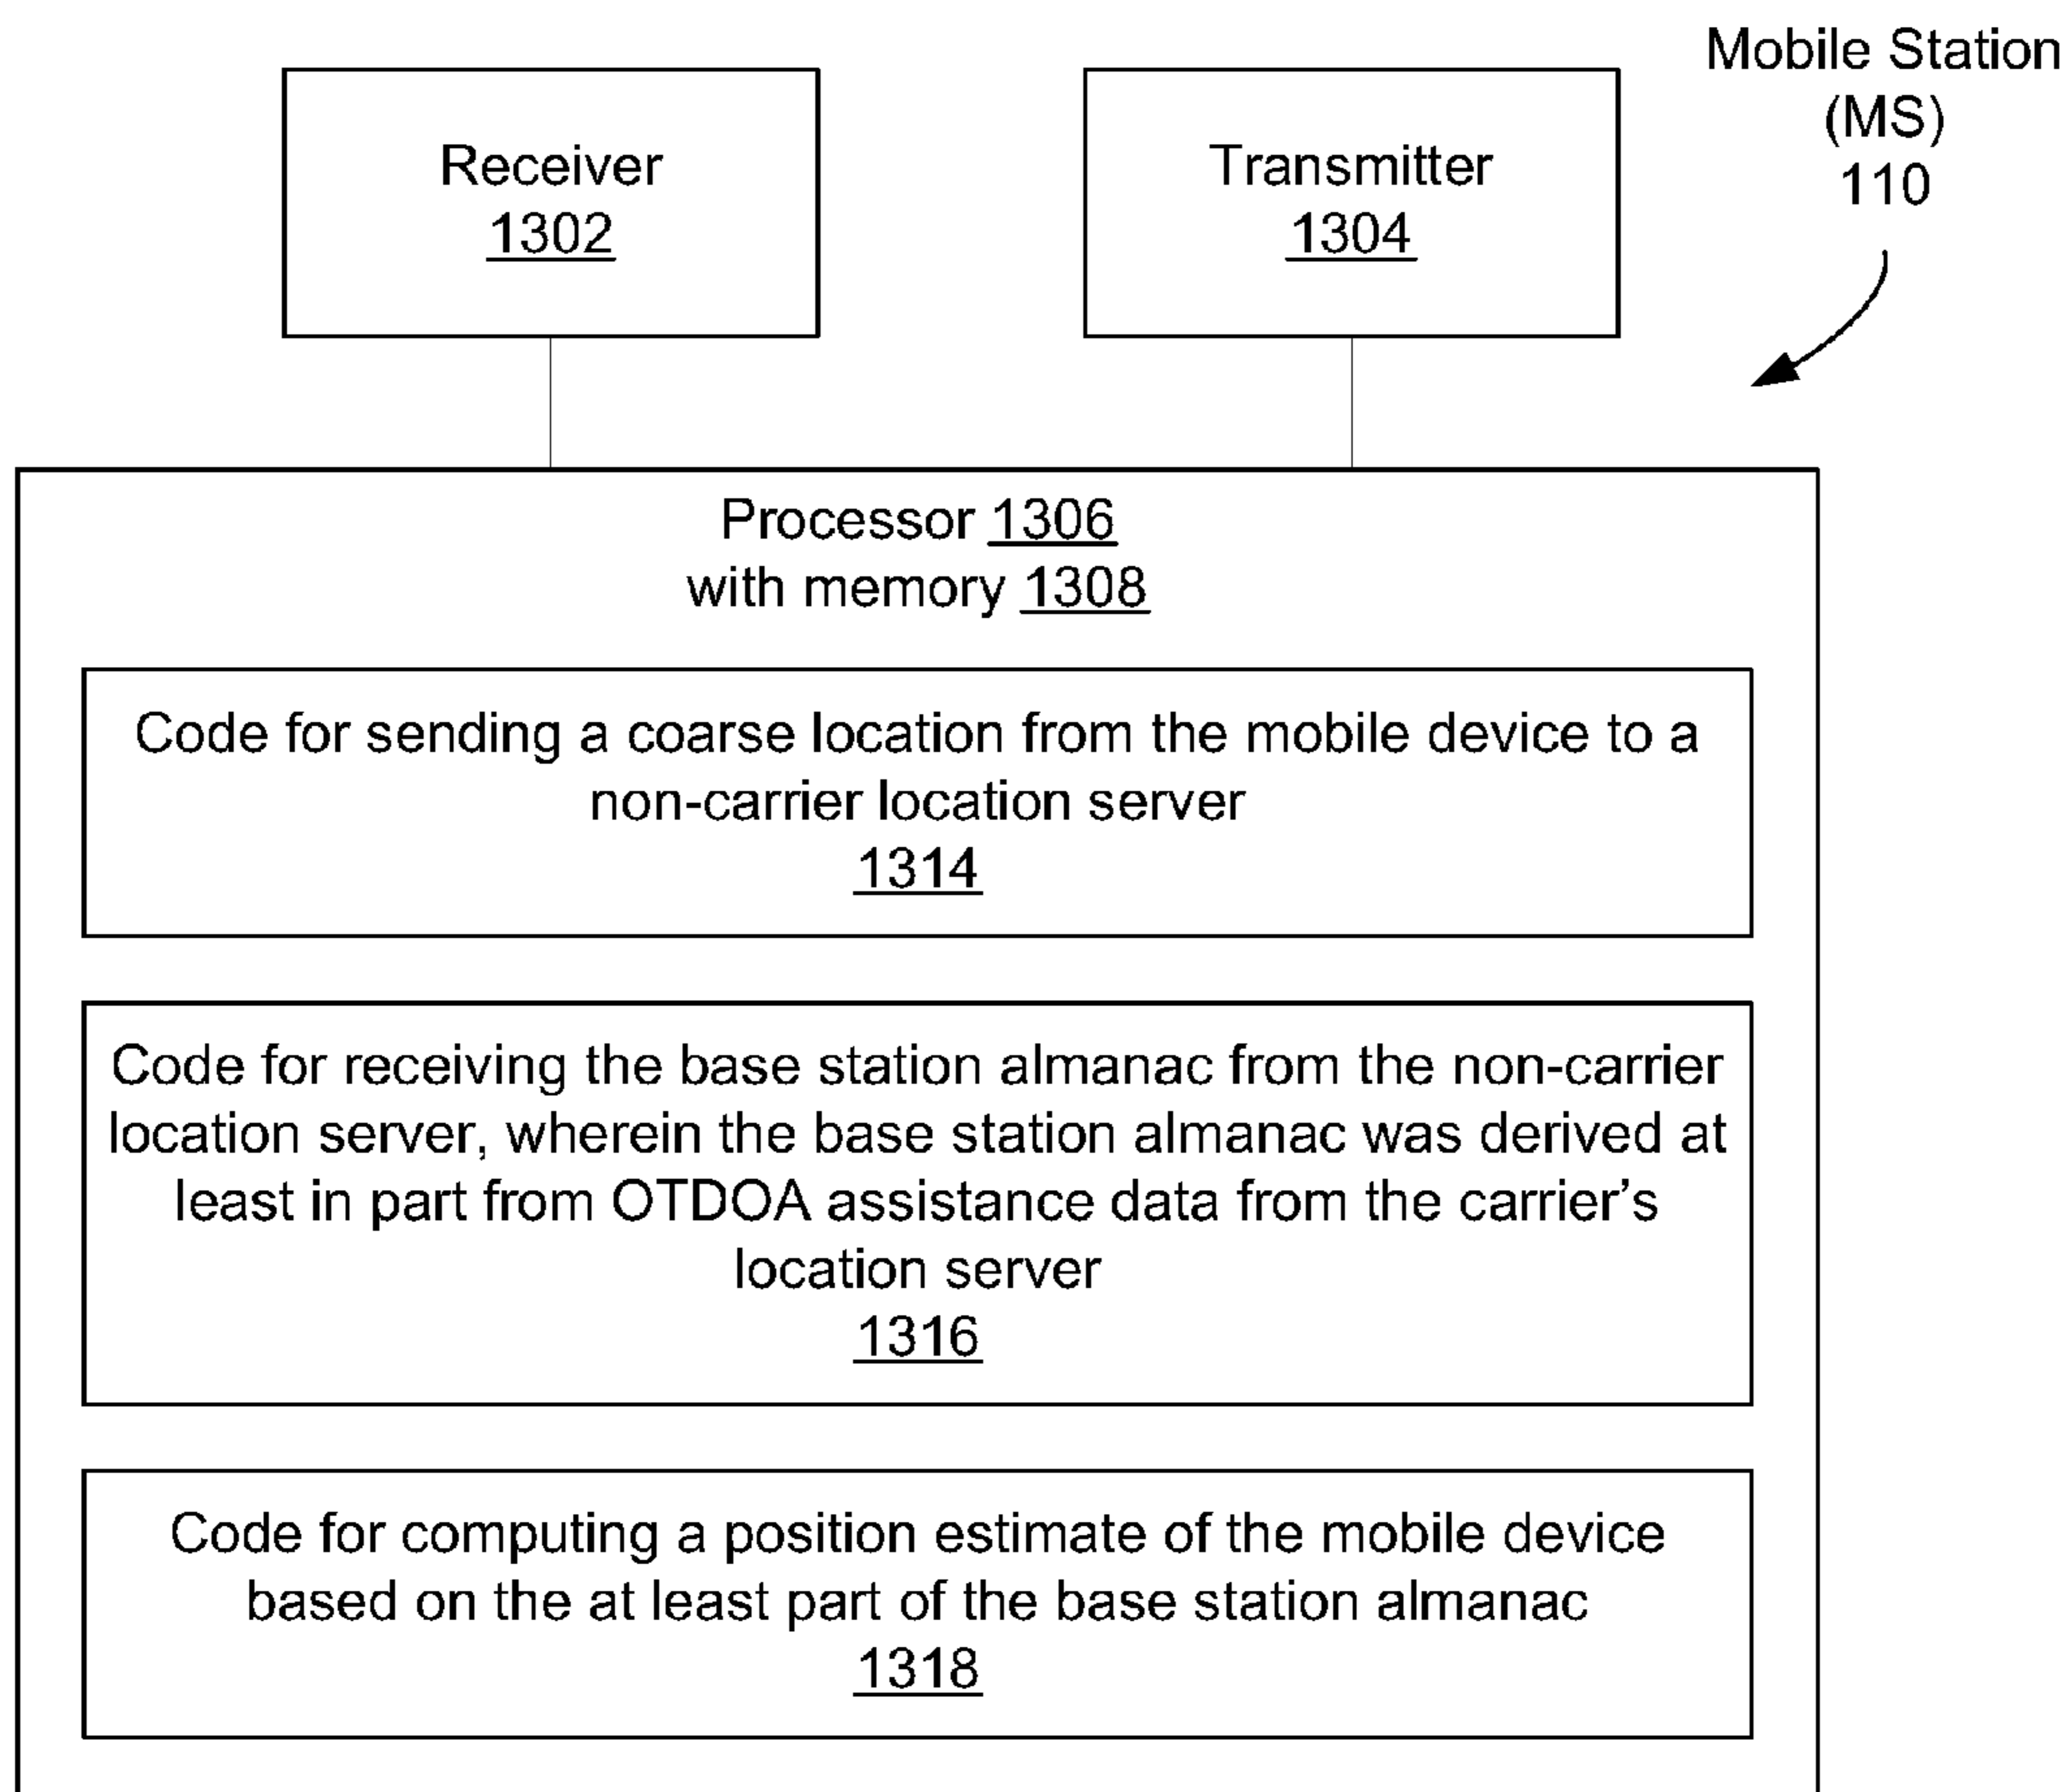 Mobile Station
(MS)
110
Receiver
1302
Transmitter
1304
Processor 1306
with memory 1308
Code for sending a coarse location from the mobile device to a
non-carrier location server
1314
Code for receiving the base station almanac from the non-carrier
location server, wherein the base station almanac was derived at
least in part from OTDOA assistance data from the carrier’s
location server
1316
Code for computing a position estimate of the mobile device
based on the at least part of the base station almanac
1318